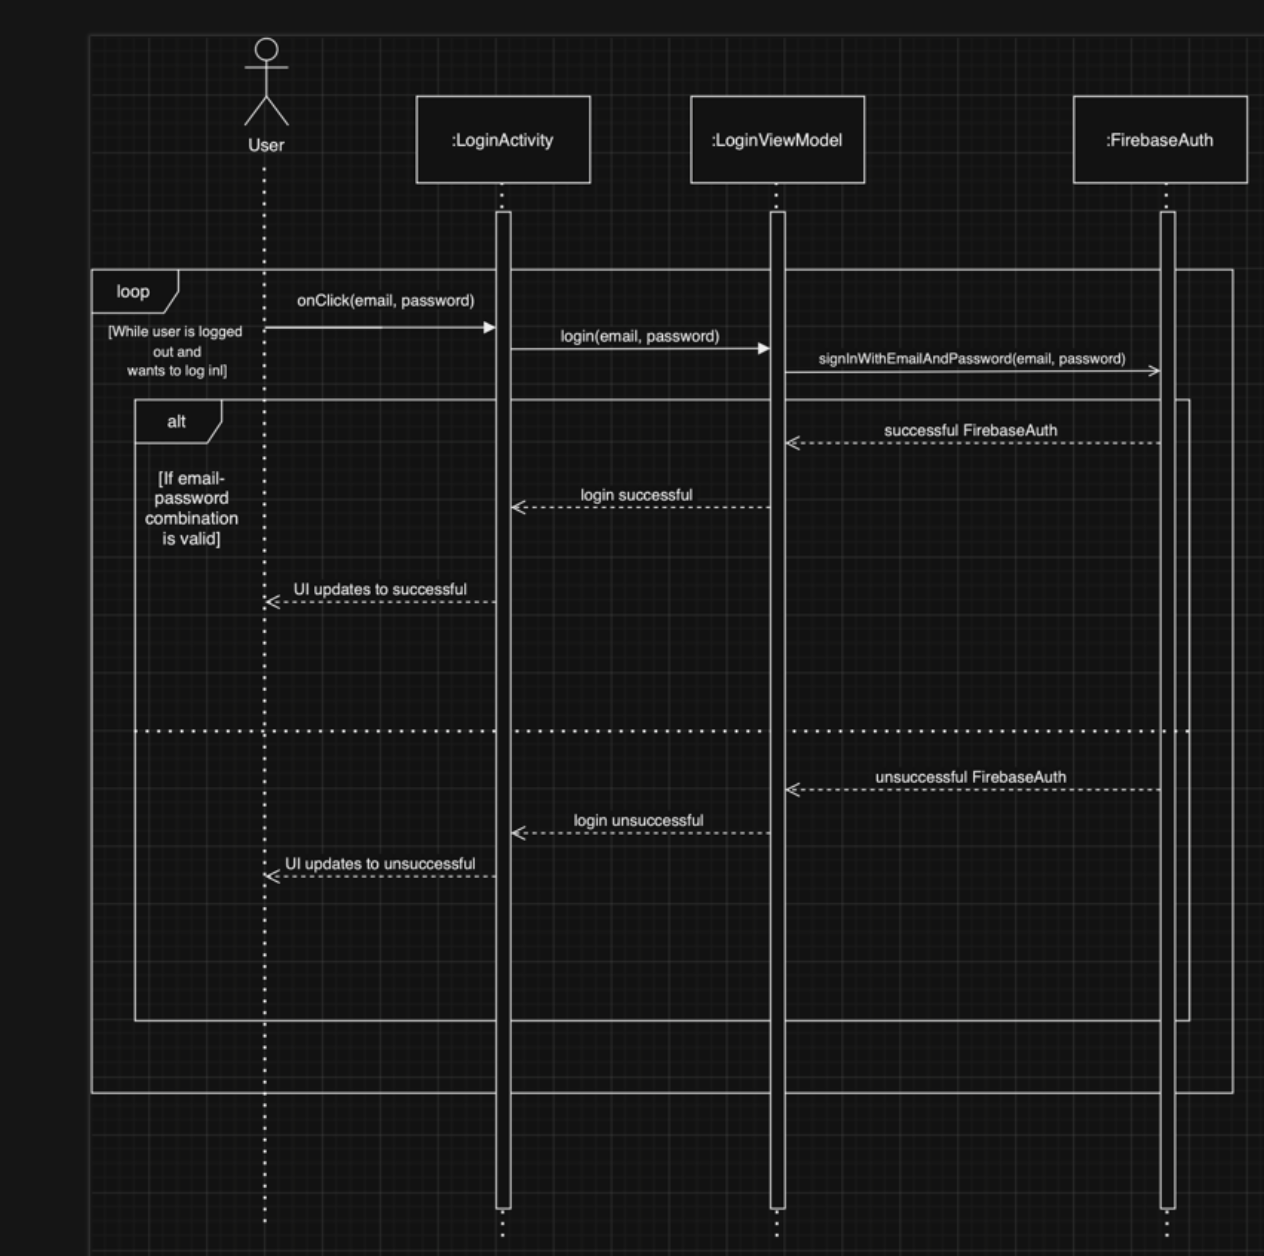 User
:LoginActivity
:LoginViewModel
:FirebaseAuth
loop
onClick(email, password)
[While user is logged
out and
wants to log inl]
login(email, password)
signInWithEmailAndPassword(email, password)
alt
successful FirebaseAuth
[If email-
password
combination
is valid]
login successful
UI updates to successful
unsuccessful FirebaseAuth
login unsuccessful
UI updates to unsuccessful